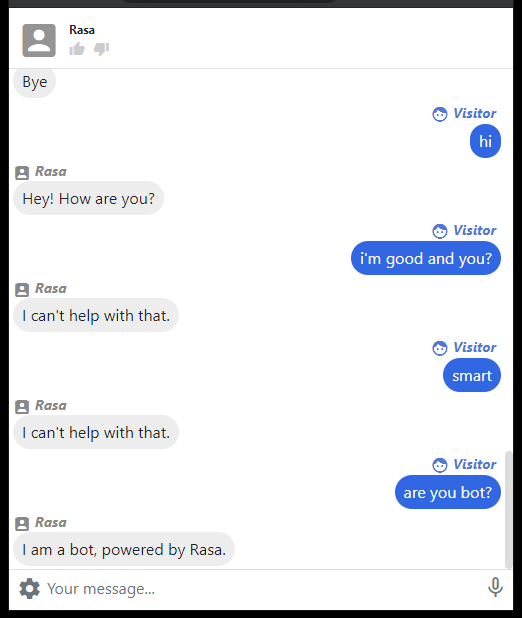 Rasa
Bye
Visitor
hi
Rasa
Hey! How are you?
Visitor
i'm good and you?
Rasa
I can't help with that.
Visitor
smart
Rasa
I can't help with that.
Visitor
are you bot?
Rasa
I am a bot, powered by Rasa.
Your message...